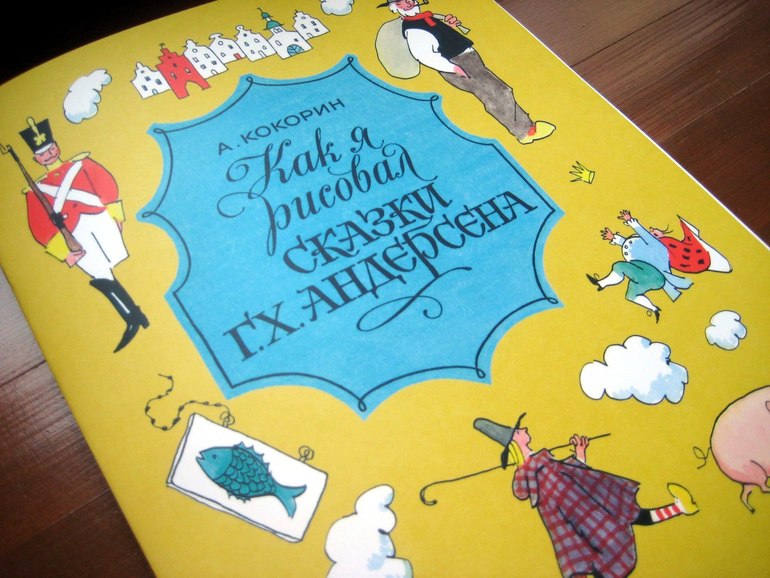 А. КОКОРИН
Как я
рисовал
СКАЗКИ
Г.Х. АНДЕРСЕНА